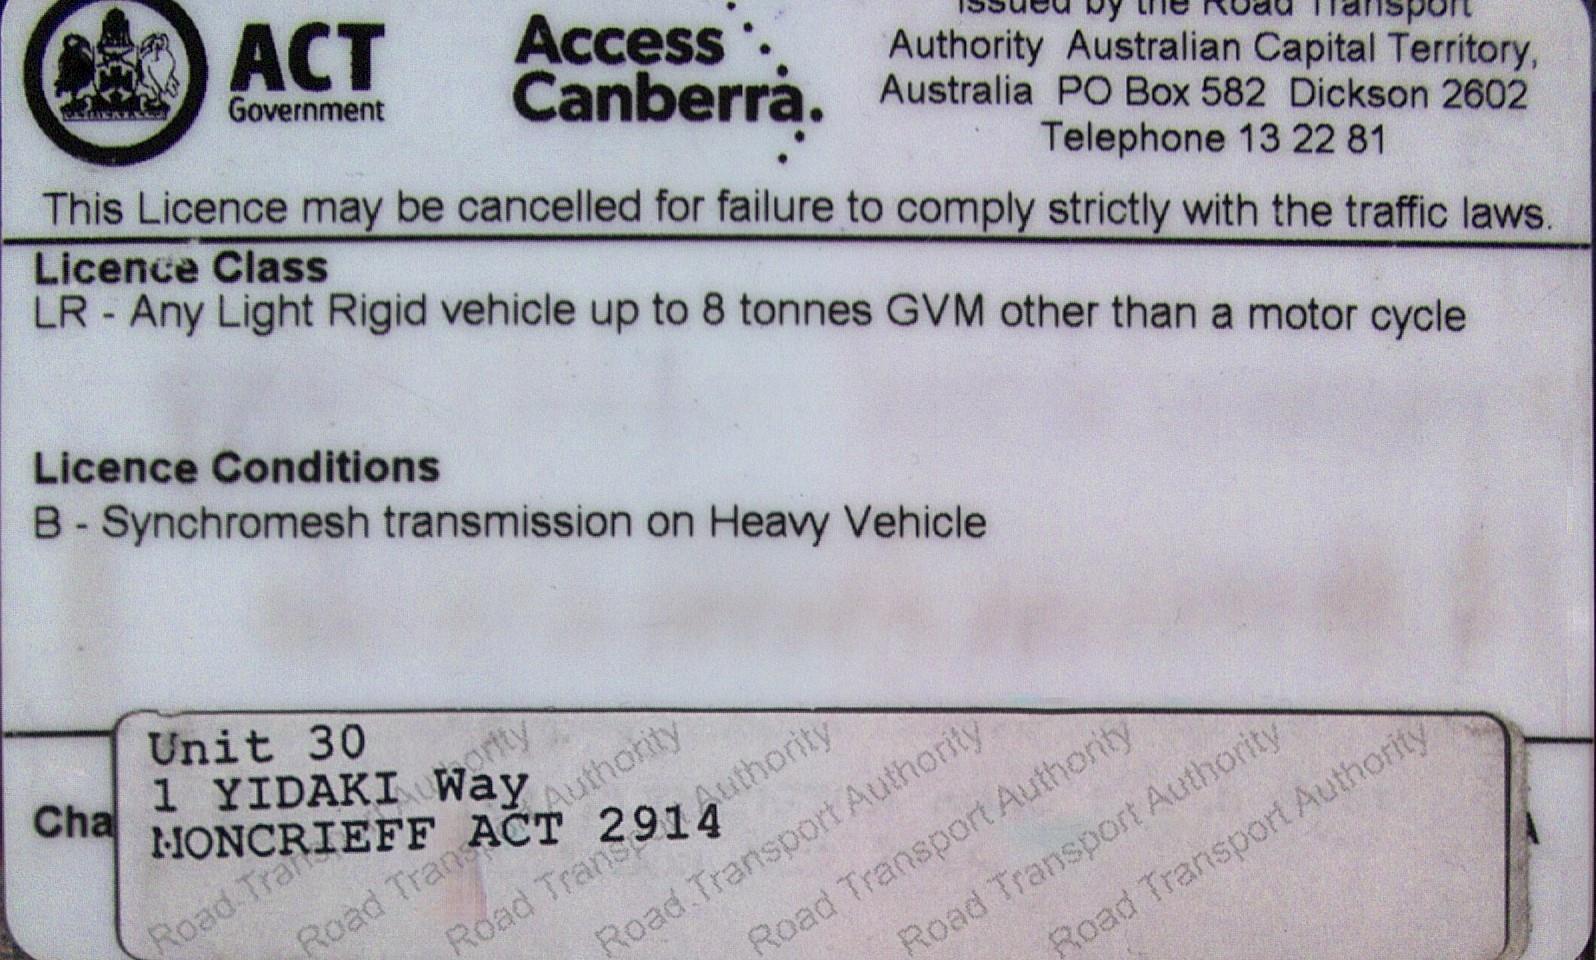 ACT
Government
Access
Canberra.
Issued by the Road Transport
Authority Australian Capital Territory,
Australia PO Box 582 Dickson 2602
Telephone 13 22 81
This Licence may be cancelled for failure to comply strictly with the traffic laws.
Licence Class
LR - Any Light Rigid vehicle up to 8 tonnes GVM other than a motor cycle
Licence Conditions
B - Synchromesh transmission on Heavy Vehicle
Cha
Unit 30
1 YIDAKI Way
MONCRIEFF ACT 2914
Road Transport Authority Road Transport Authority Road Transport Authority Road Transport Authority Road Transport Authority Road Transport Authority Road Transport Authority